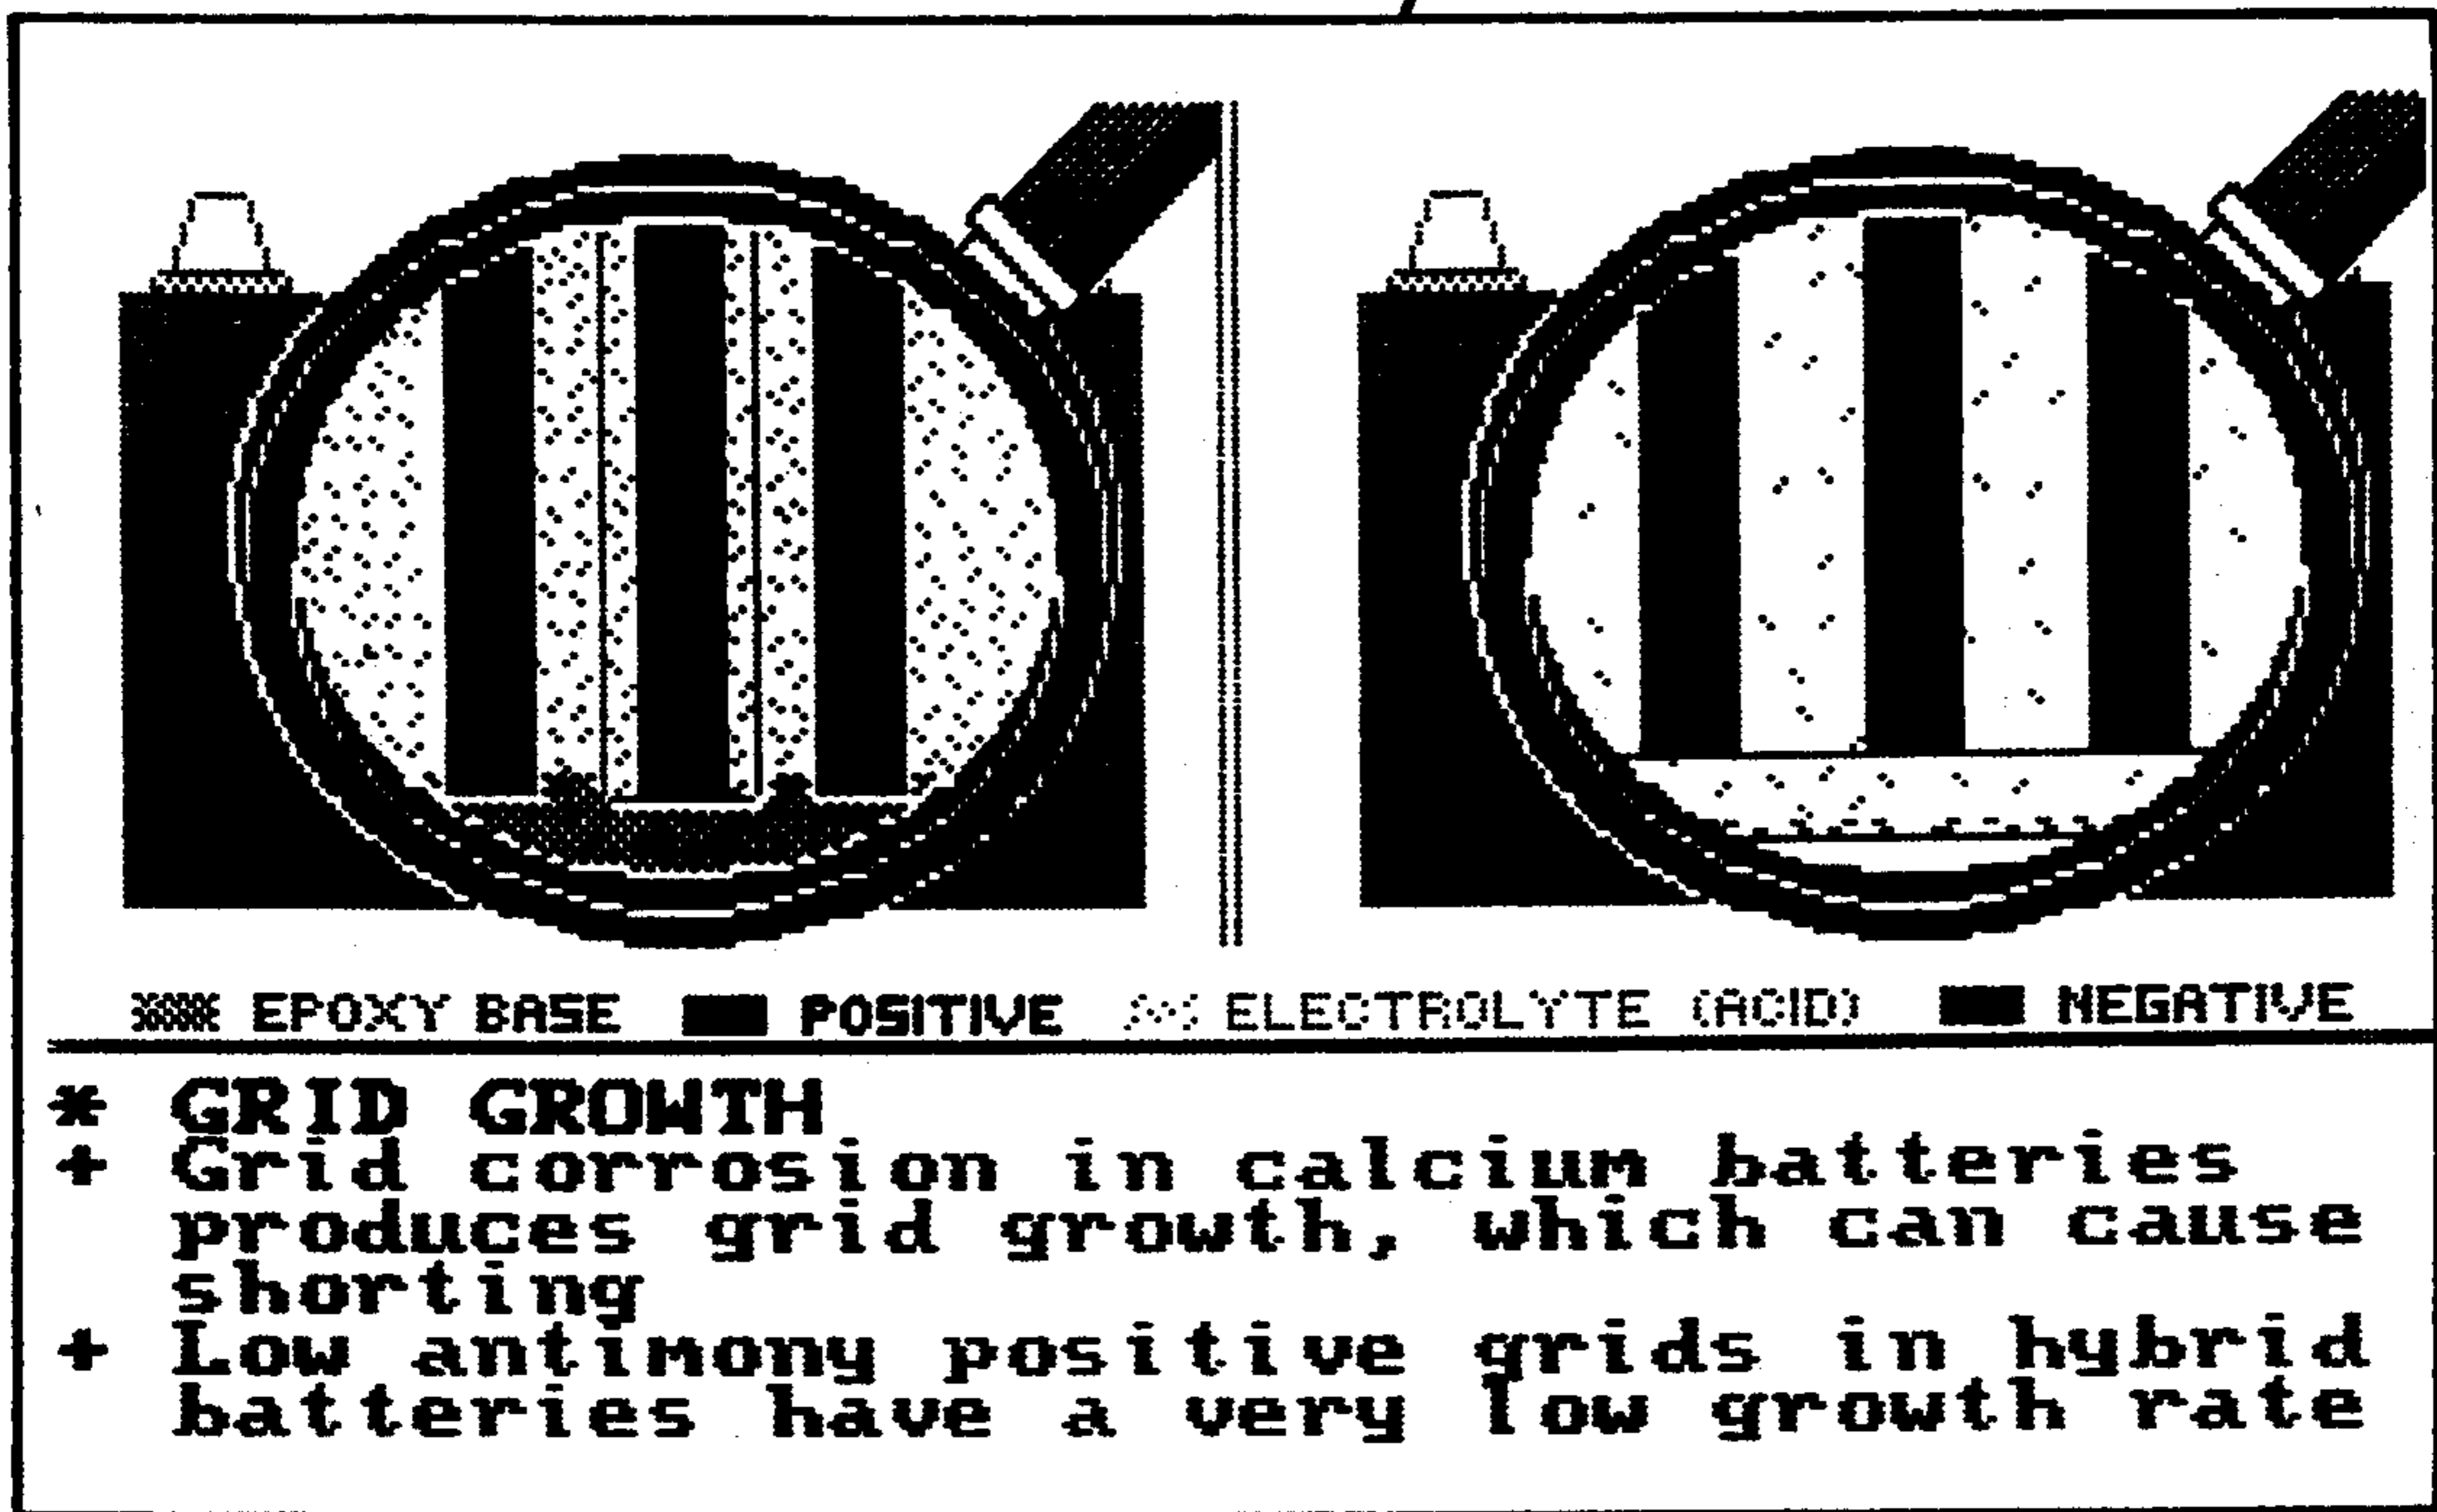 EPOXY BASE POSITIVE ELECTROLYTE (ACID) NEGATIVE
* GRID GROWTH
+ Grid corrosion in calcium batteries
produces grid growth, which can cause
shorting
+ Low antimony positive grids in hybrid
batteries have a very low growth rate